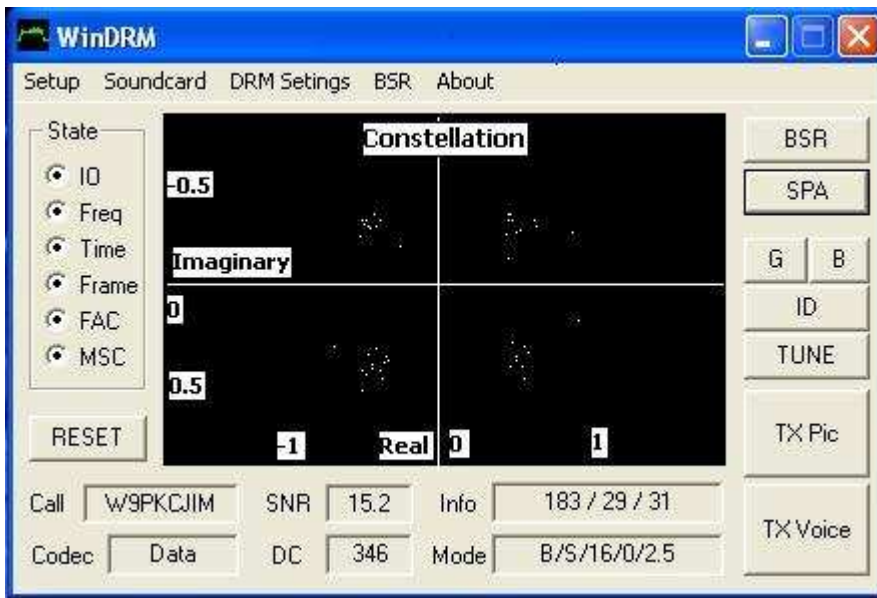 WinDRM
Setup Soundcard DRM Setings BSR About
State
IO
Freq
Time
Frame
FAC
MSC
RESET
Constellation
-0.5
Imaginary
0
0.5
-1 Real 0 1
BSR
SPA
G B
ID
TUNE
TX Pic
TX Voice
Call W9PKCJIM SNR 15.2 Info 183 / 29 / 31
Codec Data DC 346 Mode B/S/16/0/2.5